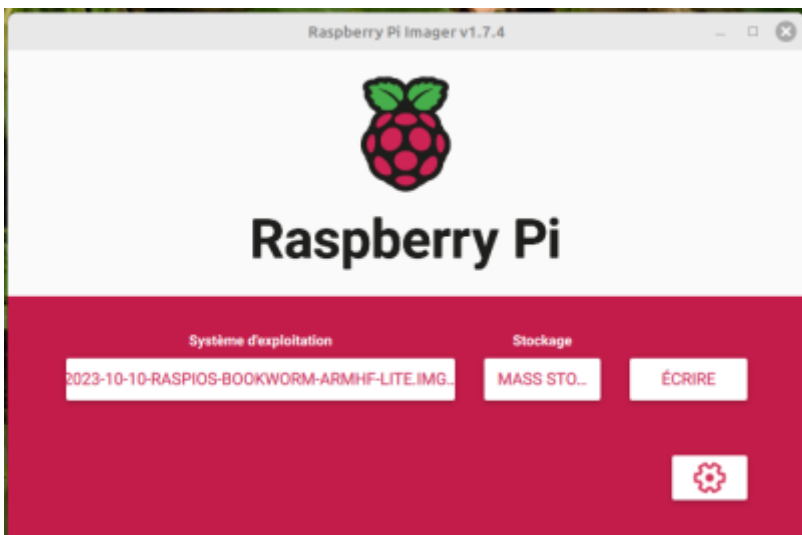 Raspberry Pi Imager v1.7.4
Raspberry Pi
Système d'exploitation
Stockage
2023-10-10-RASPIOS-BOOKWORM-ARMHF-LITE.IMG...
MASS STO...
ÉCRIRE